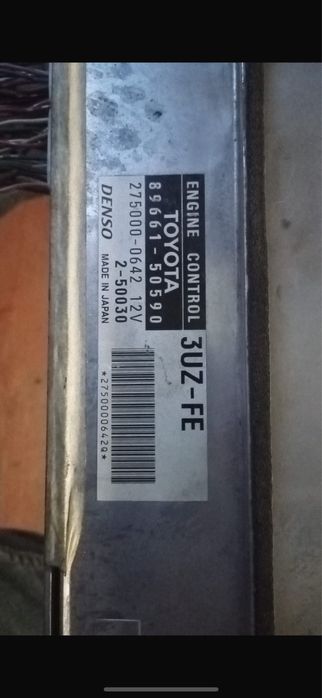 ENGINE CONTROL
3UZ-FE
TOYOTA
89661-50590
275000-0642 12V
2-50030
DENSO MADE IN JAPAN
*2750000642Q*